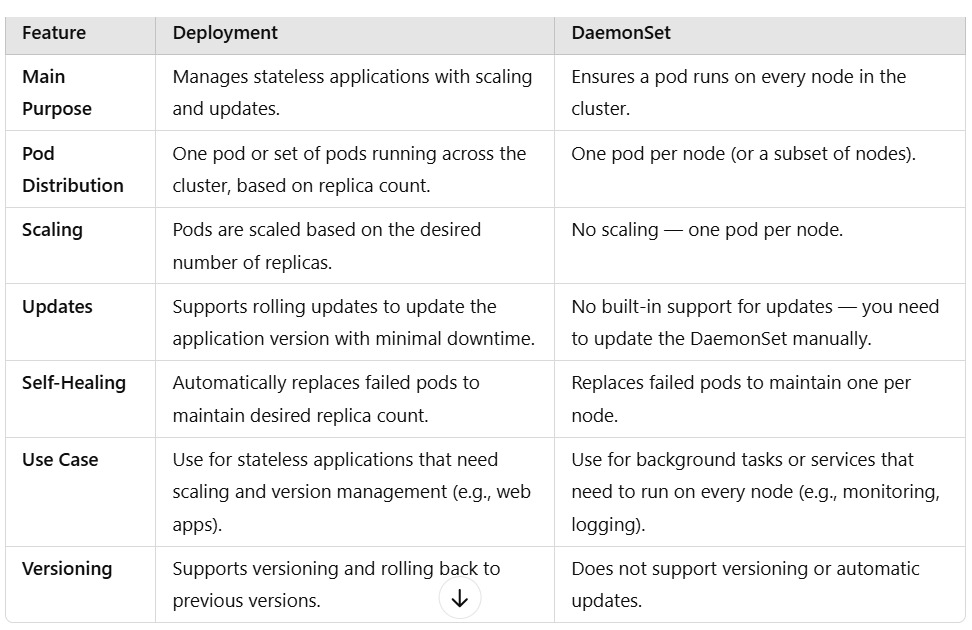 Feature Deployment DaemonSet
Main Manages stateless applications with scaling Ensures a pod runs on every node in the
Purpose and updates. cluster.
Pod One pod or set of pods running across the One pod per node (or a subset of nodes).
Distribution cluster, based on replica count.
Scaling Pods are scaled based on the desired No scaling — one pod per node.
number of replicas.
Updates Supports rolling updates to update the No built-in support for updates — you need
application version with minimal downtime. to update the DaemonSet manually.
Self-Healing Automatically replaces failed pods to Replaces failed pods to maintain one per
maintain desired replica count. node.
Use Case Use for stateless applications that need Use for background tasks or services that
scaling and version management (e.g., web need to run on every node (e.g., monitoring,
apps). logging).
Versioning Supports versioning and rolling back to Does not support versioning or automatic
previous versions. updates.